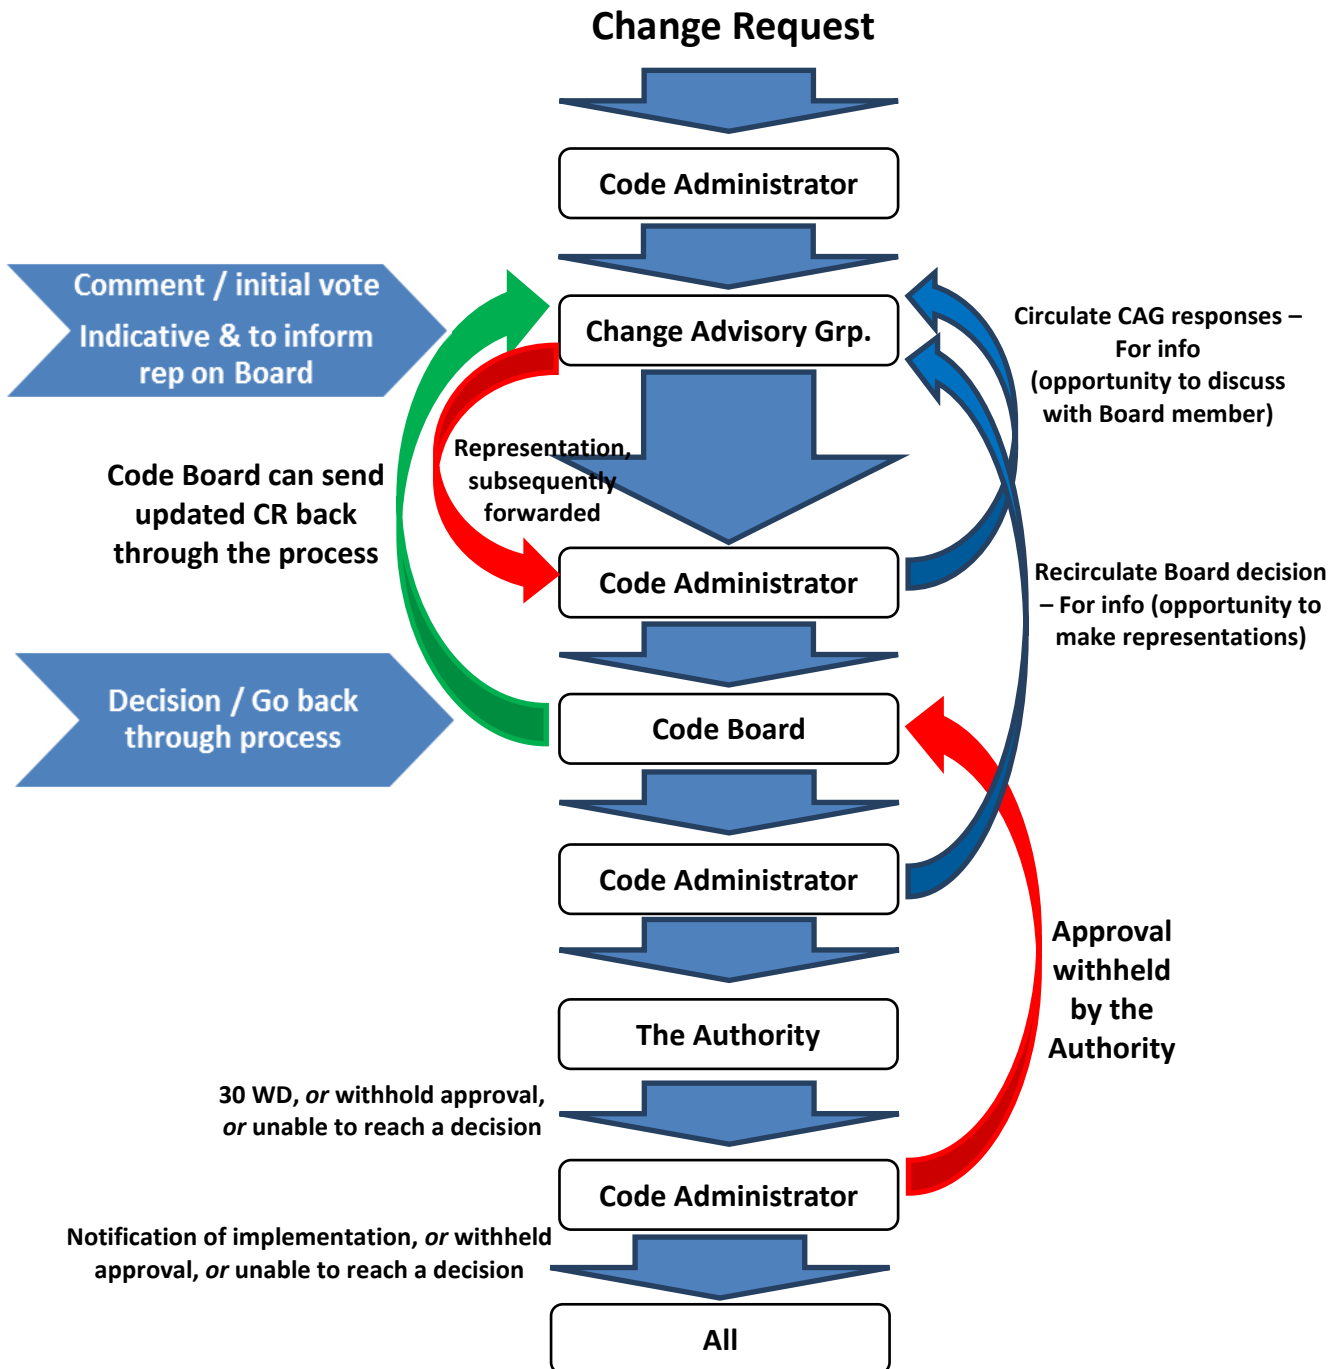 Change Request
Code Administrator
Comment / initial vote
Indicative & to inform
rep on Board
Change Advisory Grp.
Circulate CAG responses –
For info
(opportunity to discuss
with Board member)
Representation,
subsequently
forwarded
Code Board can send
updated CR back
through the process
Code Administrator
Recirculate Board decision
– For info (opportunity to
make representations)
Decision / Go back
through process
Code Board
Code Administrator
Approval
withheld
by the
Authority
The Authority
30 WD, or withhold approval,
or unable to reach a decision
Code Administrator
Notification of implementation, or withheld
approval, or unable to reach a decision
All